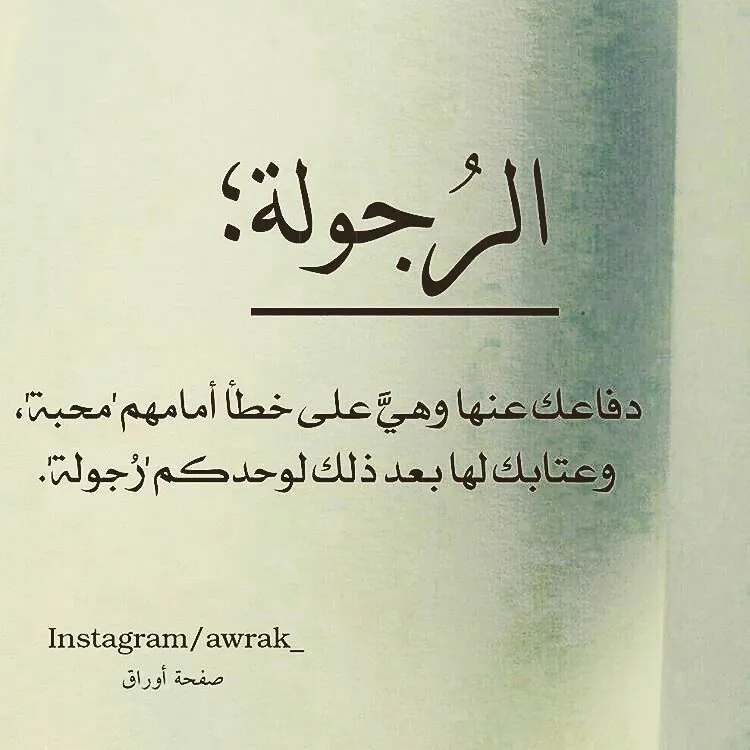 الرُجولة؛
دفاعك عنها وهيَّ على خطأ أمامهم 'محبة'،
وعتابك لها بعد ذلك لوحدكم 'رُجولة'.
Instagram/awrak_
صفحة أوراق